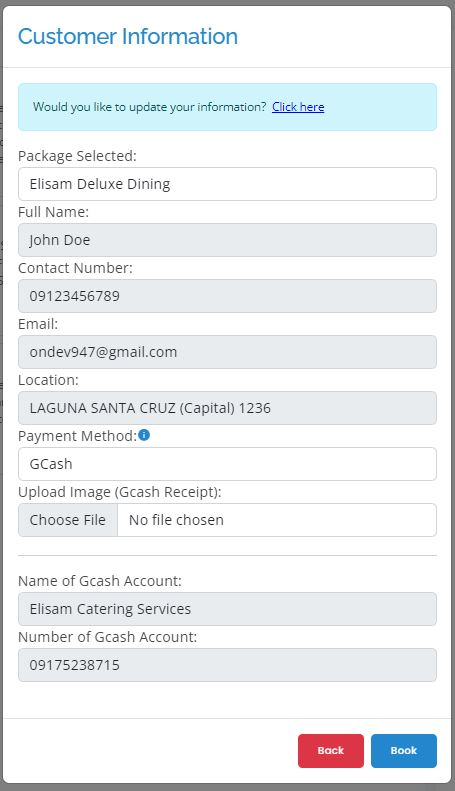 Customer Information
Would you like to update your information? Click here
Package Selected:
Elisam Deluxe Dining
Full Name:
John Doe
Contact Number:
09123456789
Email:
ondev947@gmail.com
Location:
LAGUNA SANTA CRUZ (Capital) 1236
Payment Method:
GCash
Upload Image (Gcash Receipt):
Choose File No file chosen
Name of Gcash Account:
Elisam Catering Services
Number of Gcash Account:
09175238715
Back Book